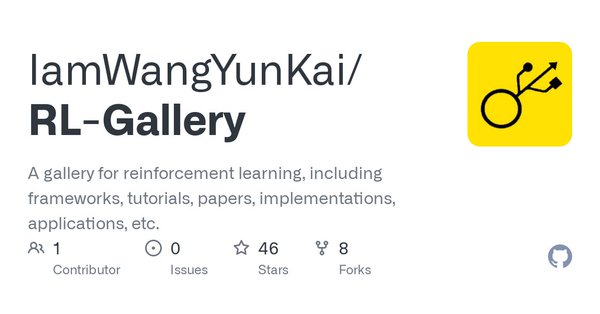 IamWangYunKai/
RL-Gallery
A gallery for reinforcement learning, including
frameworks, tutorials, papers, implementations,
applications, etc.
1 0 46 8
Contributor Issues Stars Forks